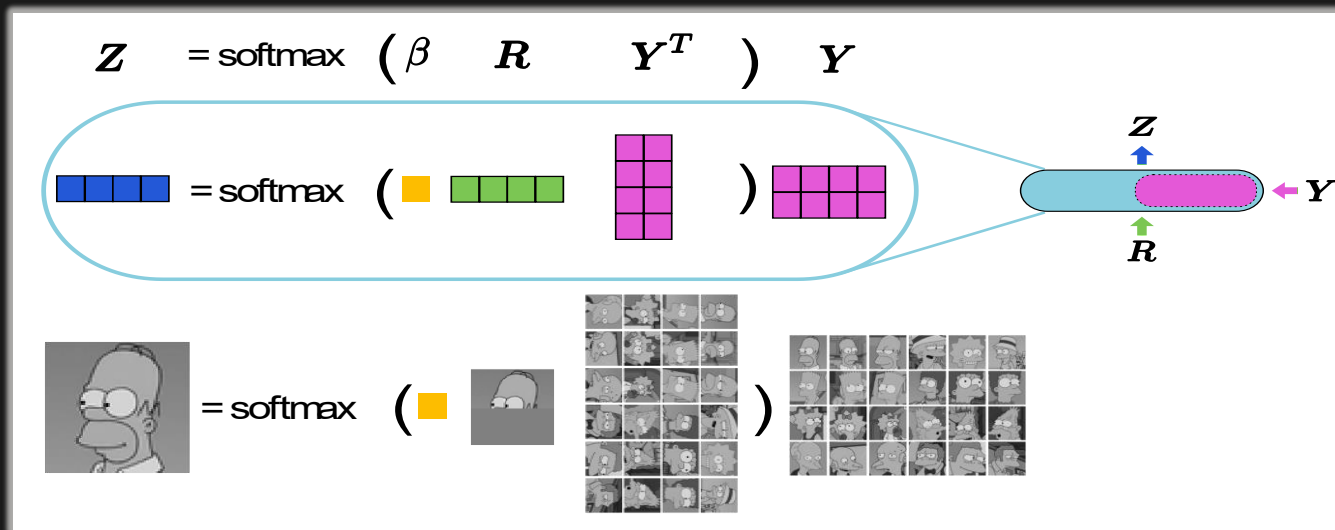 Z = softmax ( β R Y^T ) Y
Z
= softmax ( )
Y
R
= softmax ( )